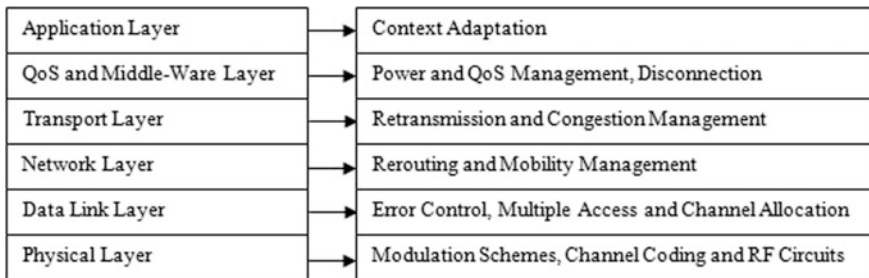 Application Layer
Context Adaptation
QoS and Middle-Ware Layer
Power and QoS Management, Disconnection
Transport Layer
Retransmission and Congestion Management
Network Layer
Rerouting and Mobility Management
Data Link Layer
Error Control, Multiple Access and Channel Allocation
Physical Layer
Modulation Schemes, Channel Coding and RF Circuits